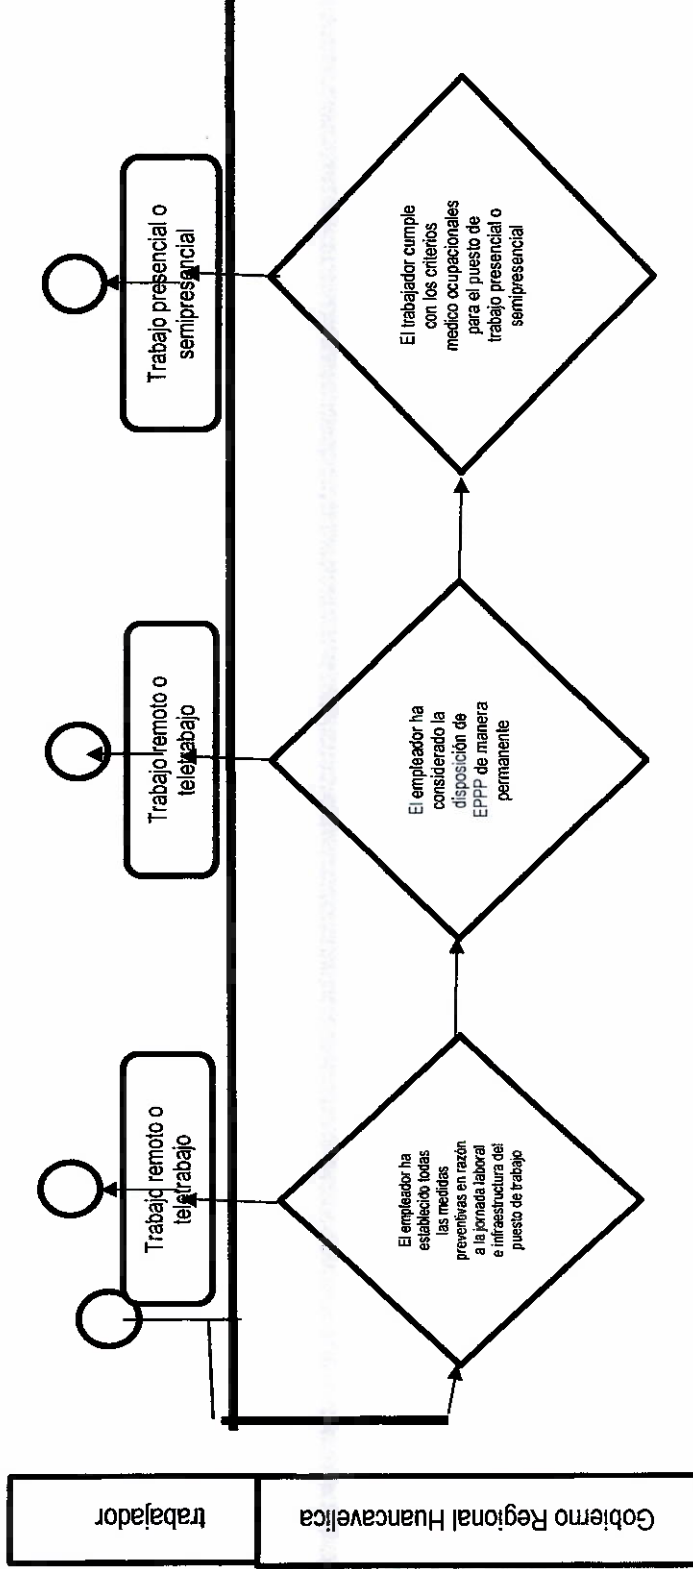 trabajador
Gobierno Regional Huancavelica
Trabajo remoto o
teletrabajo
Trabajo remoto o
teletrabajo
Trabajo presencial o
semipresencial
El empleador ha
establecido todas
las medidas
preventivas en razón
a la jornada laboral
e infraestructura del
puesto de trabajo
El empleador ha
considerado la
disposición de
EPPP de manera
permanente
El trabajador cumple
con los criterios
medico ocupacionales
para el puesto de
trabajo presencial o
semipresencial